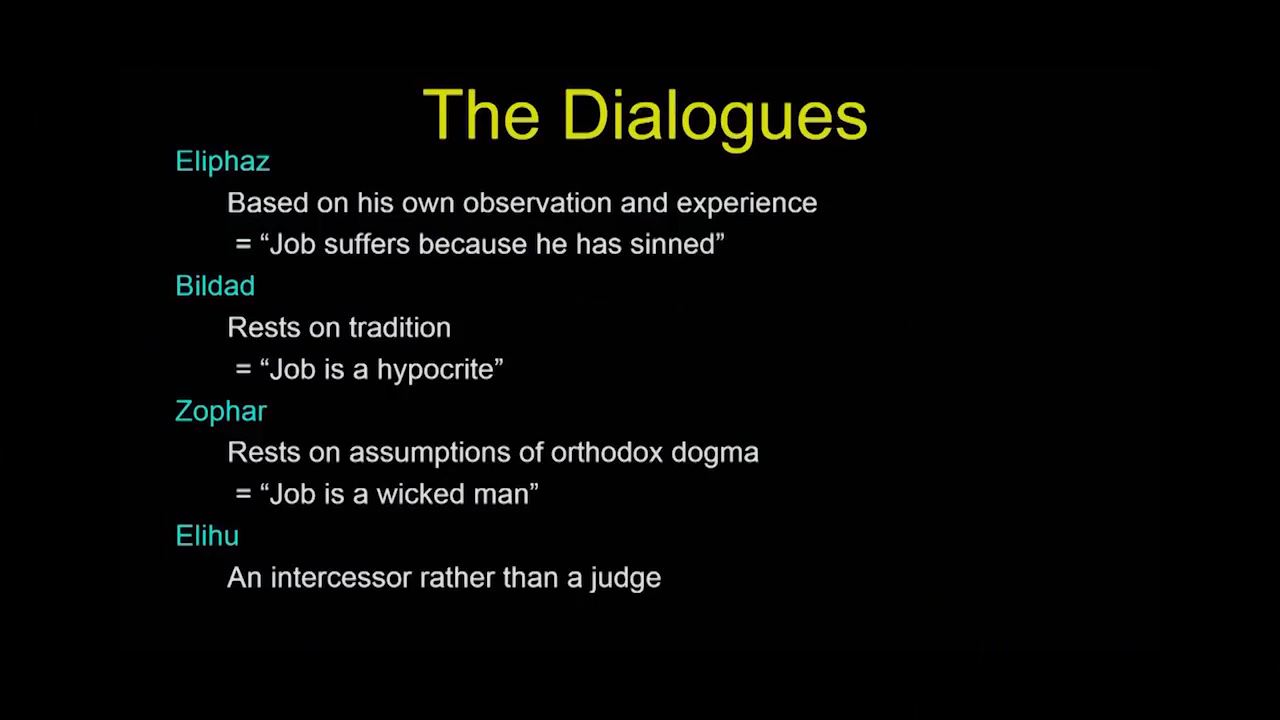 The Dialogues
Eliphaz
Based on his own observation and experience
= “Job suffers because he has sinned”
Bildad
Rests on tradition
= “Job is a hypocrite”
Zophar
Rests on assumptions of orthodox dogma
= “Job is a wicked man”
Elihu
An intercessor rather than a judge